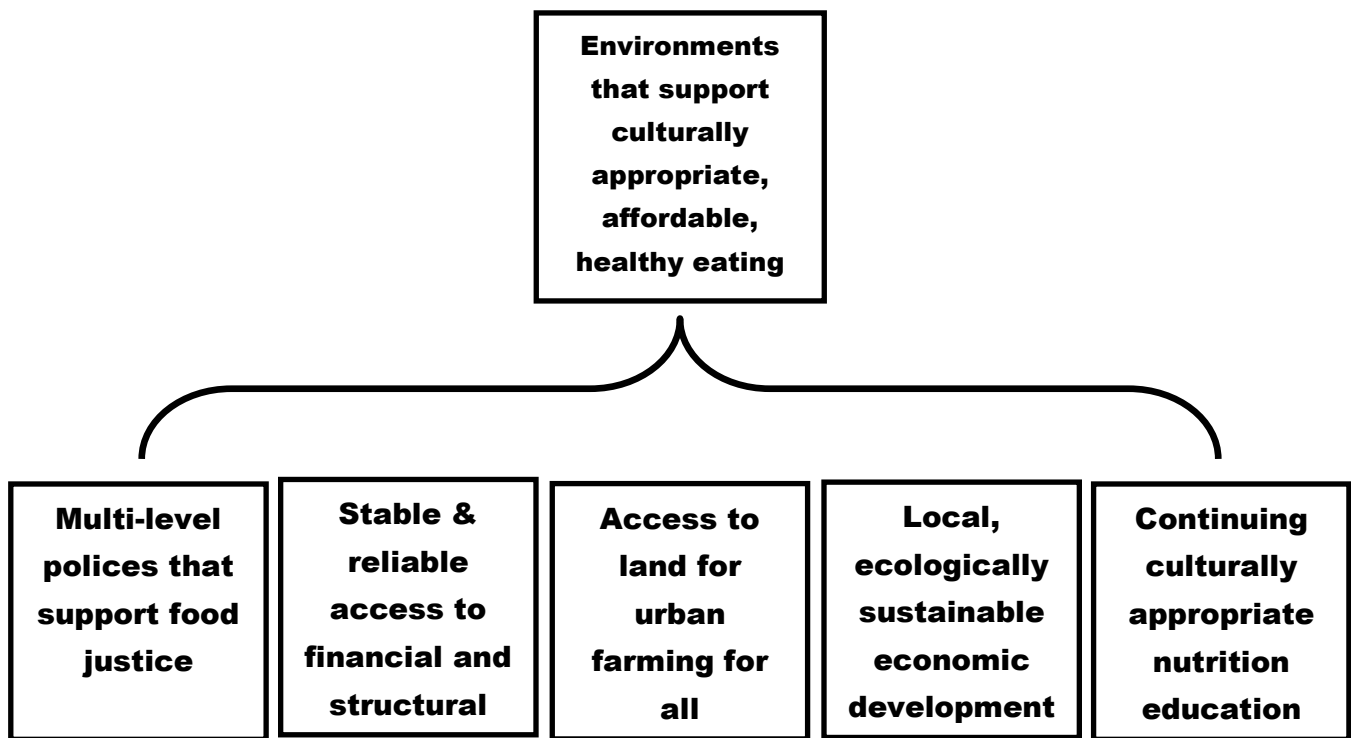 Environments
that support
culturally
appropriate,
affordable,
healthy eating
Multi-level
polices that
support food
justice
Stable &
reliable
access to
financial and
structural
Access to
land for
urban
farming for
all
Local,
ecologically
sustainable
economic
development
Continuing
culturally
appropriate
nutrition
education